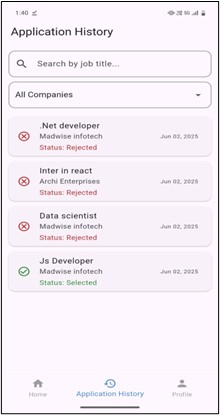 1:40
Application History
Search by job title...
All Companies
.Net developer
Madwise infotech
Jun 02, 2025
Status: Rejected
Inter in react
Archi Enterprises
Jun 02, 2025
Status: Rejected
Data scientist
Madwise infotech
Jun 02, 2025
Status: Rejected
Js Developer
Madwise infotech
Jun 02, 2025
Status: Selected
Home
Application History
Profile